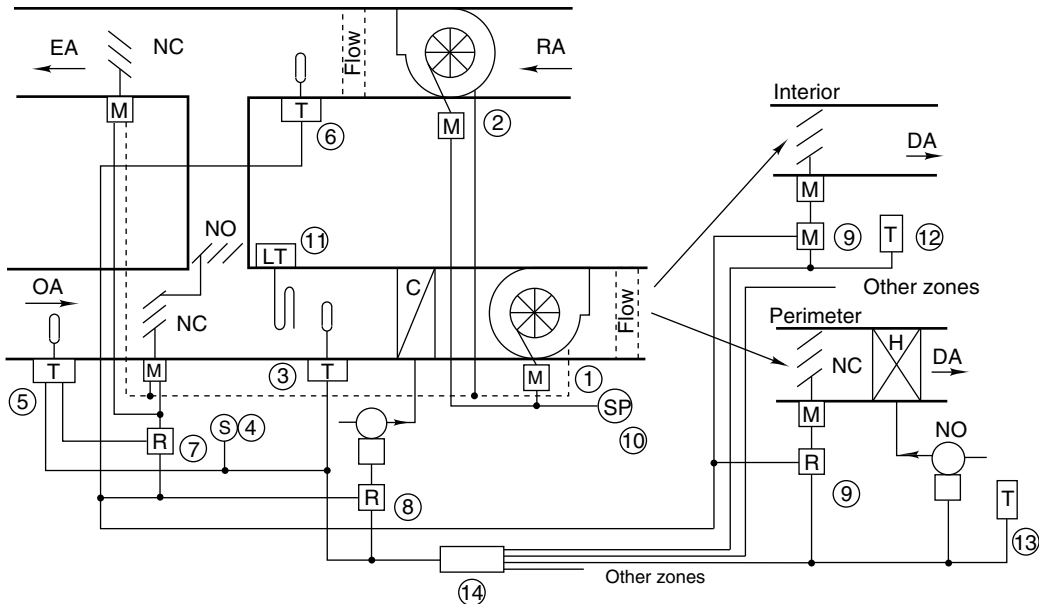 EA
NC
Flow
RA
M
T
6
M
2
Interior
DA
M
NO
11
LT
M
9
T
12
OA
NC
C
Flow
Other zones
Perimeter
T
M
3
T
M
1
NC
H
DA
5
S
4
SP
M
R
7
10
NO
R
8
R
9
T
13
14
Other zones